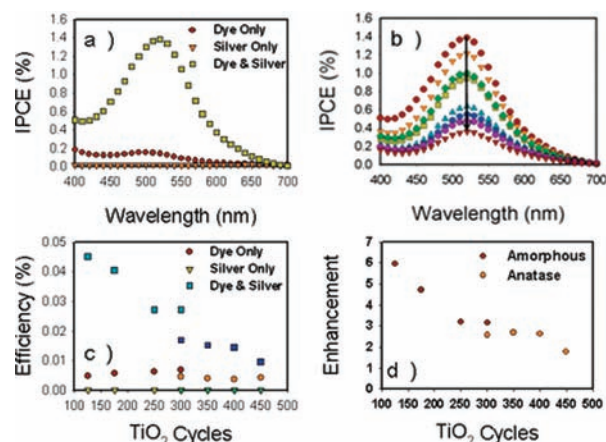 a )
Dye Only
Silver Only
Dye & Silver
IPCE (%)
1.6
1.4
1.2
1.0
0.8
0.6
0.4
0.2
0.0
400 450 500 550 600 650 700
Wavelength (nm)
b )
IPCE (%)
1.6
1.4
1.2
1.0
0.8
0.6
0.4
0.2
0.0
400 450 500 550 600 650 700
Wavelength (nm)
Dye Only
Silver Only
Dye & Silver
c )
Efficiency (%)
0.05
0.04
0.03
0.02
0.01
0.00
100 150 200 250 300 350 400 450 500
TiO2 Cycles
Amorphous
Anatase
d )
Enhancement
7
6
5
4
3
2
1
0
100 150 200 250 300 350 400 450 500
TiO2 Cycles